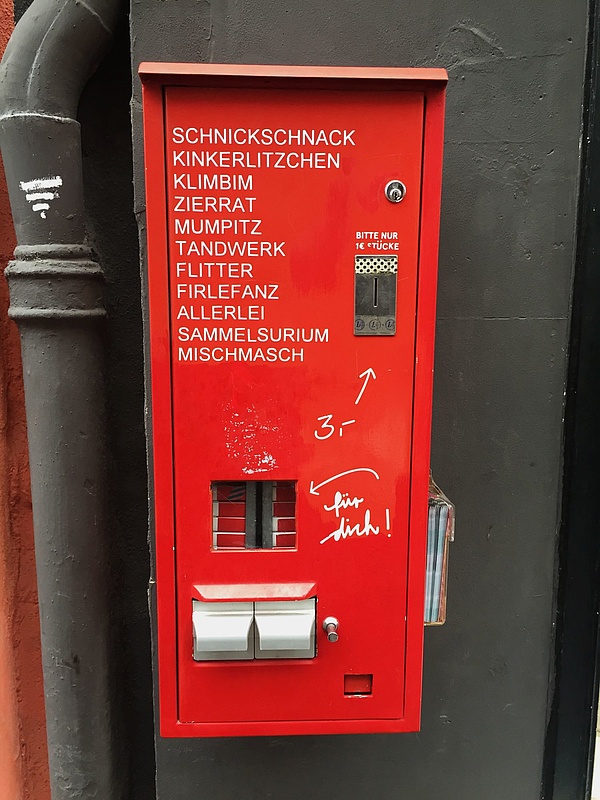 SCHNICKSCHNACK
KINKERLITZCHEN
KLIMBIM
ZIERRAT
MUMPITZ
TANDWERK
FLITTER
FIRLEFANZ
ALLERLEI
SAMMELSURIUM
MISCHMASCH
BITTE NUR
1€ STÜCKE
3,-
für
dich!